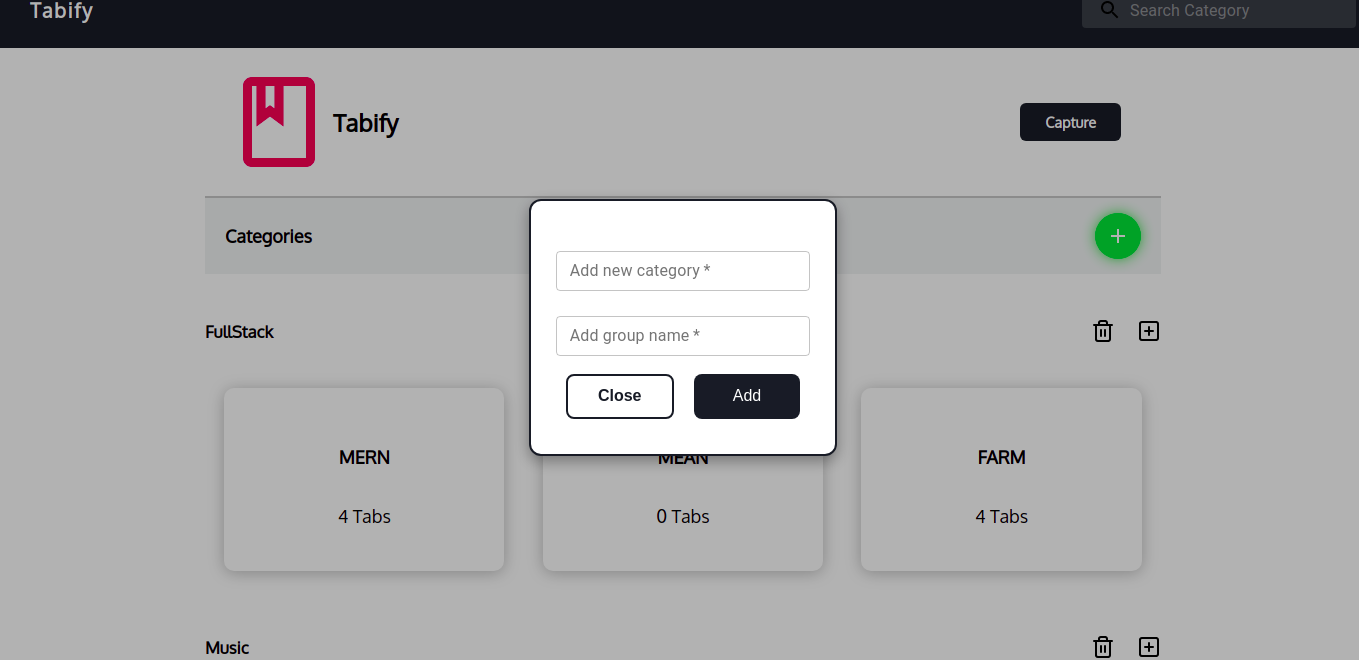 Tabify
Search Category
Tabify
Capture
Categories
Add new category *
FullStack
Add group name *
Close
Add
MERN
MEAN
FARM
4 Tabs
0 Tabs
4 Tabs
Music